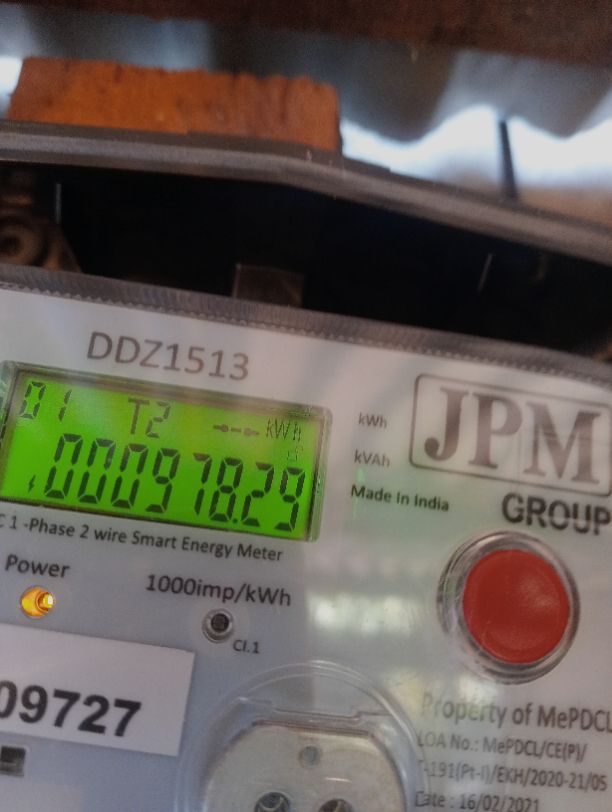 DDZ1513
01 T2 kWh
000978.29
kWh
kVAh
JPM
GROUP
Made In India
C 1 -Phase 2 wire Smart Energy Meter
Power
1000imp/kWh
Cl.1
09727
Property of MePDCL
LOA No.: MePDCL/CE(P)/
T-191(Pt-I)/EKH/2020-21/05
Date : 16/02/2021